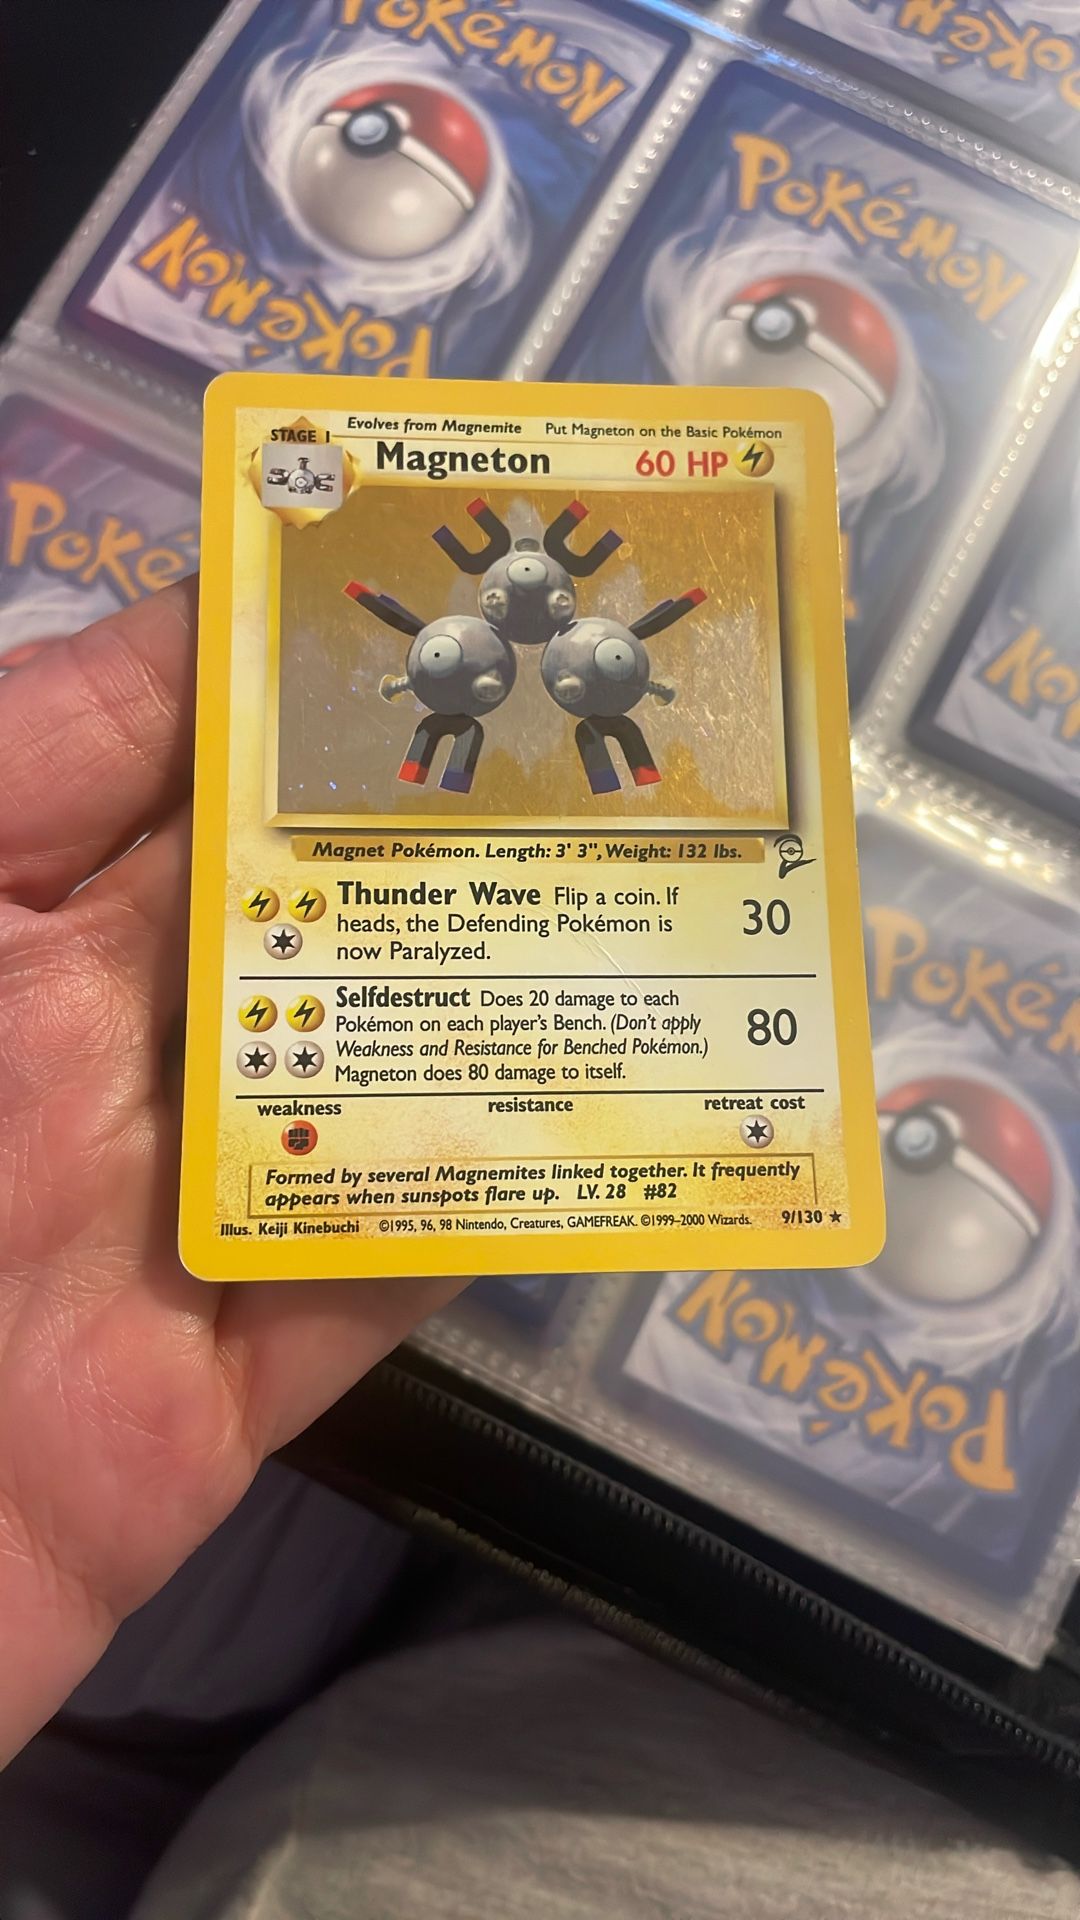 POKéMON
POKéMON
POKéMON
POKéMON
POKé
POKéMON
STAGE 1
Evolves from Magnemite
Put Magneton on the Basic Pokémon
Magneton
60 HP
Magnet Pokémon. Length: 3' 3", Weight: 132 lbs.
Thunder Wave Flip a coin. If
heads, the Defending Pokémon is
now Paralyzed.
30
Selfdestruct Does 20 damage to each
Pokémon on each player's Bench. (Don't apply
Weakness and Resistance for Benched Pokémon.)
Magneton does 80 damage to itself.
80
weakness
resistance
retreat cost
Formed by several Magnemites linked together. It frequently
appears when sunspots flare up. LV. 28 #82
Illus. Keiji Kinebuchi ©1995, 96, 98 Nintendo, Creatures, GAMEFREAK. ©1999-2000 Wizards. 9/130 ★